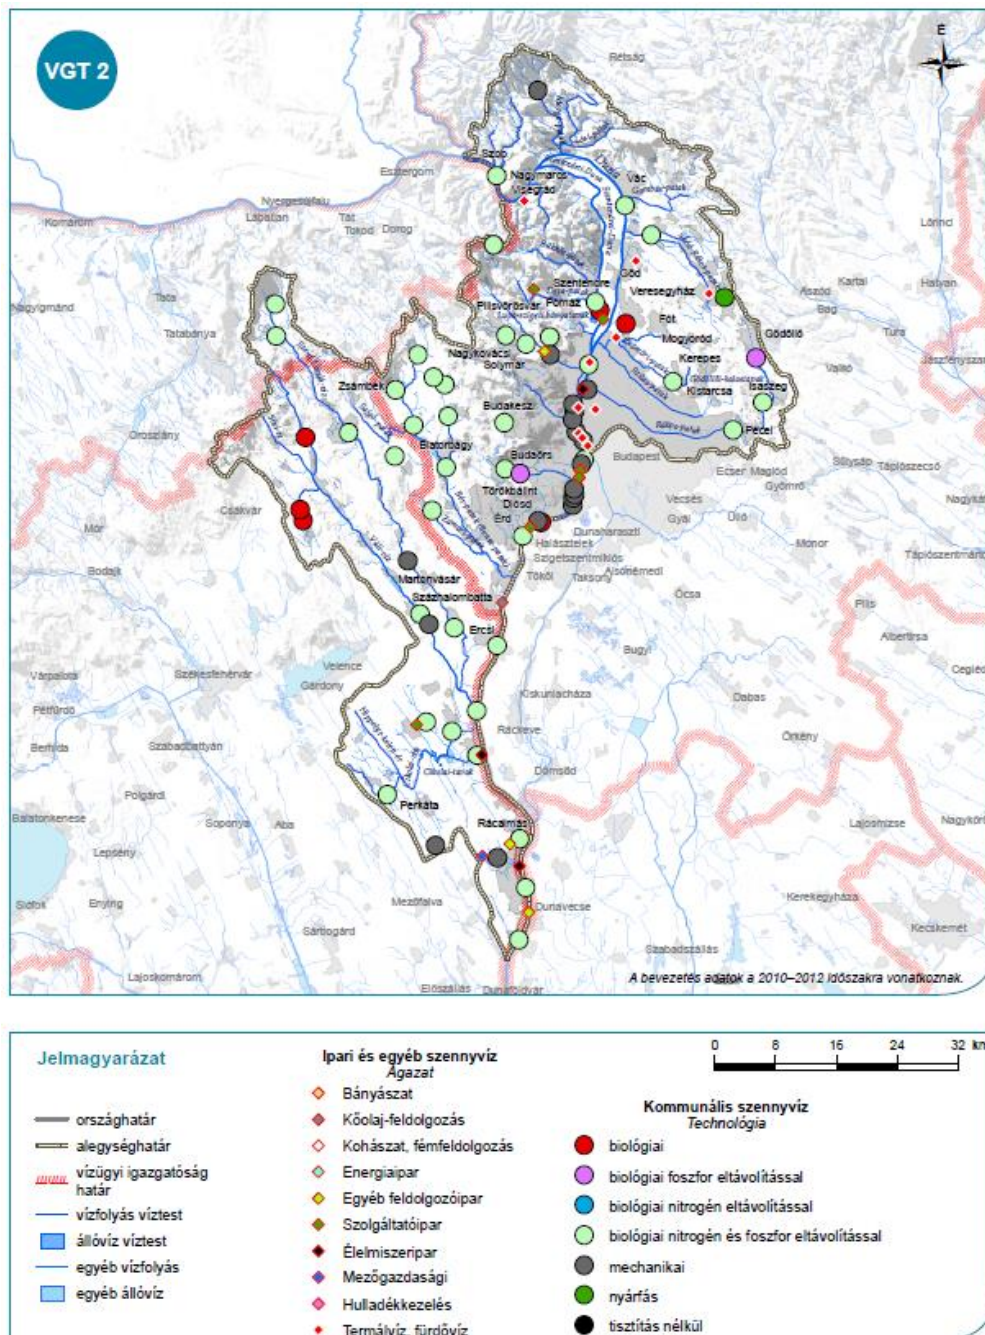 VGT 2
É
Rétság
Szob
Esztergom
Nagymaros
Visegrád
Vác
Nyergesújfalu
Komárom
Lábatlan
Tát
Tokod
Dorog
Lőrinci
Göd
Szentendre
Veresegyház
Aszód
Kartal
Hatvan
Bag
Nagyigmánd
Tata
Pilisvörösvár
Pomáz
Fót
Tatabánya
Mogyoród
Gödöllő
Tura
Nagykovácsi
Solymár
Kerepes
Valkó
Jászfényszaru
Zsámbék
Kistarcsa
Isaszeg
Budakeszi
Oroszlány
Pécel
Biatorbágy
Budaörs
Budapest
Ecser
Maglód
Sülysáp
Tápiószecső
Gyömrő
Törökbálint
Csákvár
Diósd
Vecsés
Mór
Érd
Gyál
Üllő
Dunaharaszti
Halásztelek
Monor
Szigetszentmiklós
Bodajk
Tököl
Taksony
Alsónémedi
Martonvásár
Ócsa
Százhalombatta
Pilis
Ercsi
Albertirsa
Velence
Bugyi
Várpalota
Székesfehérvár
Gárdony
Kiskunlacháza
Dabas
Pétfürdő
Ráckeve
Örkény
Berhida
Szabadbattyán
Dömsöd
Polgárdi
Perkáta
Balatonkenese
Soponya
Aba
Rácalmás
Lajosmizse
Lepsény
Siófok
Enying
Mezőfalva
Dunavecse
Kerekegyháza
Sárbogárd
Kecskemét
Szabadszállás
Lajoskomárom
Előszállás
Dunaföldvár
A bevezetés adatok a 2010–2012 időszakra vonatkoznak.
Jelmagyarázat
országhatár
alegységhatár
vízügyi igazgatóság
határ
vízfolyás víztest
állóvíz víztest
egyéb vízfolyás
egyéb állóvíz
Ipari és egyéb szennyvíz
Ágazat
Bányászat
Kőolaj-feldolgozás
Kohászat, fémfeldolgozás
Energiaipar
Egyéb feldolgozóipar
Szolgáltatóipar
Élelmiszeripar
Mezőgazdasági
Hulladékkezelés
Termálvíz, fürdővíz
0 8 16 24 32 km
Kommunális szennyvíz
Technológia
biológiai
biológiai foszfor eltávolítással
biológiai nitrogén eltávolítással
biológiai nitrogén és foszfor eltávolítással
mechanikai
nyárfás
tisztítás nélkül